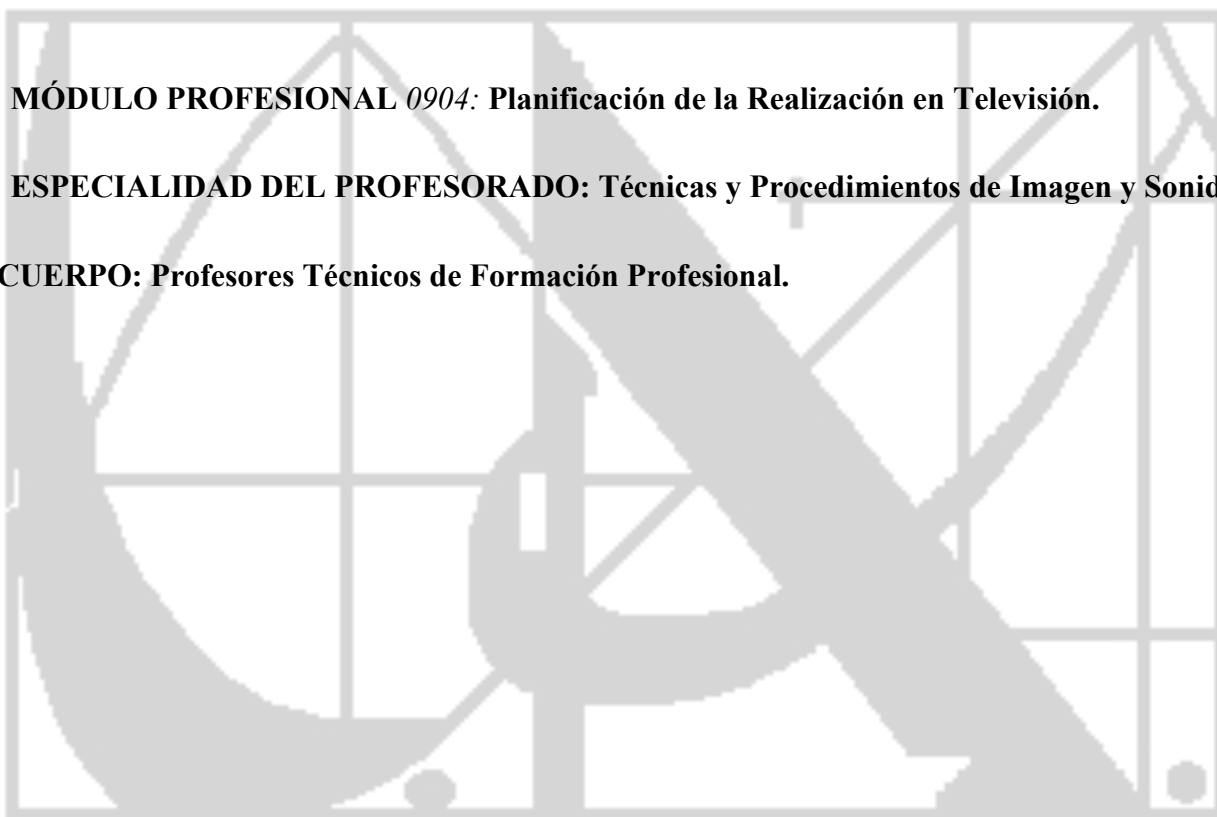 MÓDULO PROFESIONAL 0904: Planificación de la Realización en Televisión.
ESPECIALIDAD DEL PROFESORADO: Técnicas y Procedimientos de Imagen y Sonid
CUERPO: Profesores Técnicos de Formación Profesional.